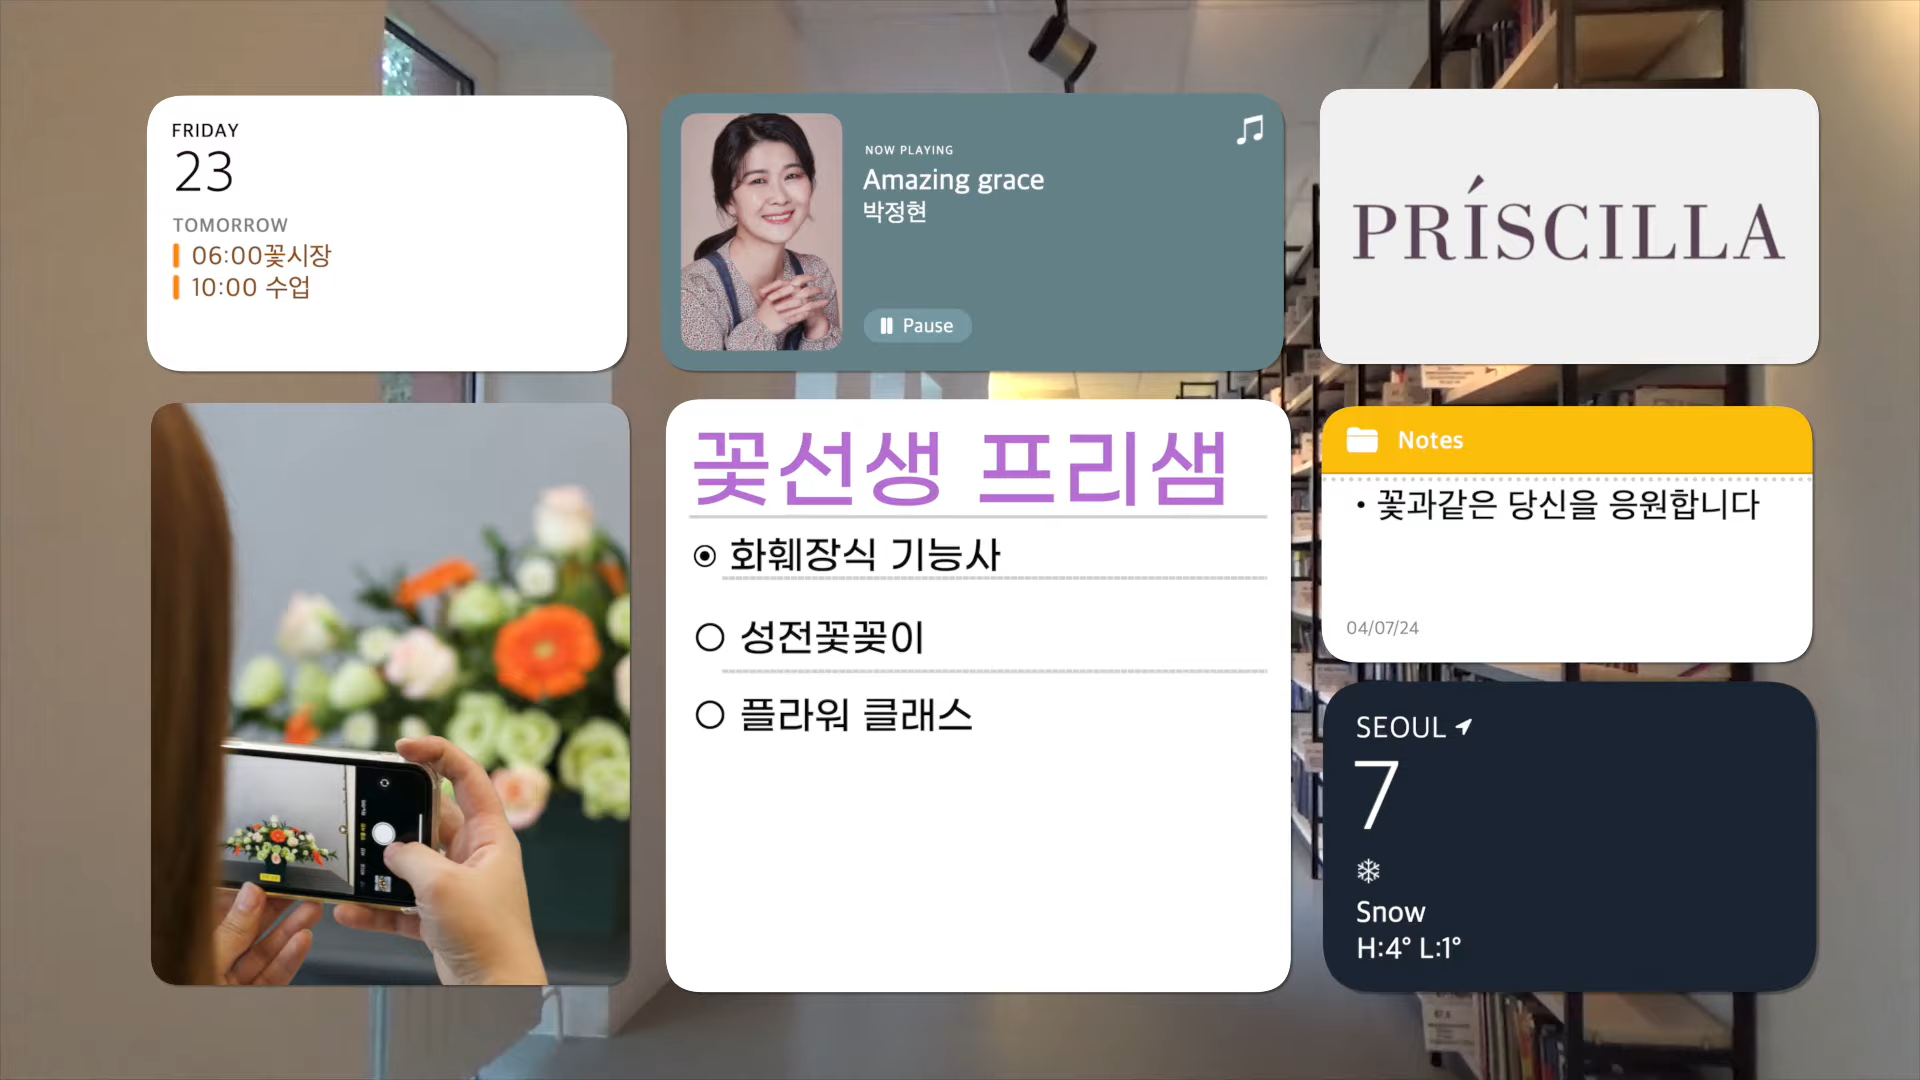 FRIDAY
23
TOMORROW
06:00꽃시장
10:00 수업
NOW PLAYING
Amazing grace
박정현
Pause
PRÍSCILLA
꽃선생 프리샘
화훼장식 기능사
성전꽃꽂이
플라워 클래스
Notes
• 꽃과같은 당신을 응원합니다
04/07/24
SEOUL
7
Snow
H:4° L:1°